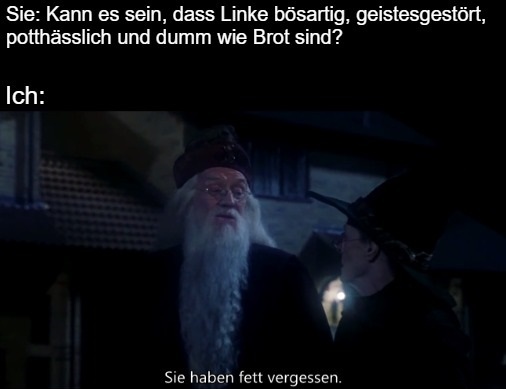 Sie: Kann es sein, dass Linke bösartig, geistesgestört,
potthässlich und dumm wie Brot sind?
Ich:
Sie haben fett vergessen.